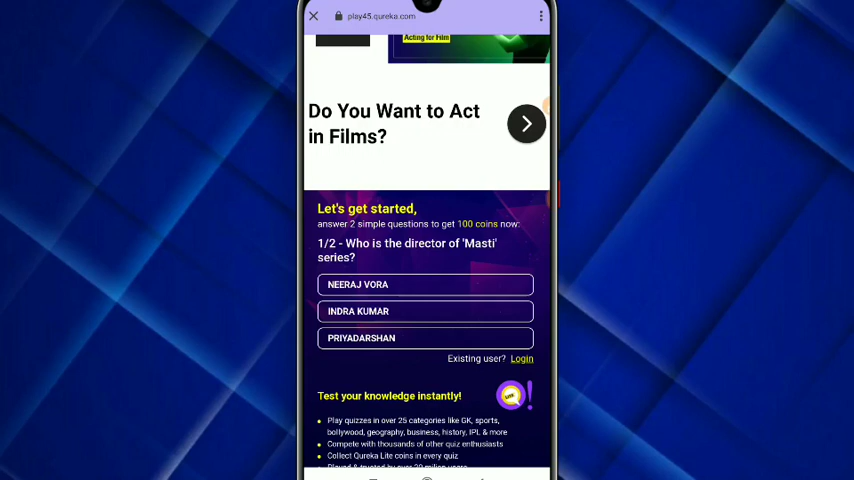 play45.qureka.com
Acting for Film
Do You Want to Act
in Films?
Let's get started,
answer 2 simple questions to get 100 coins now:
1/2 - Who is the director of 'Masti'
series?
NEERAJ VORA
INDRA KUMAR
PRIYADARSHAN
Existing user? Login
Test your knowledge instantly!
Play quizzes in over 25 categories like GK, sports,
bollywood, geography, business, history, IPL & more
Compete with thousands of other quiz enthusiasts
Collect Qureka Lite coins in every quiz